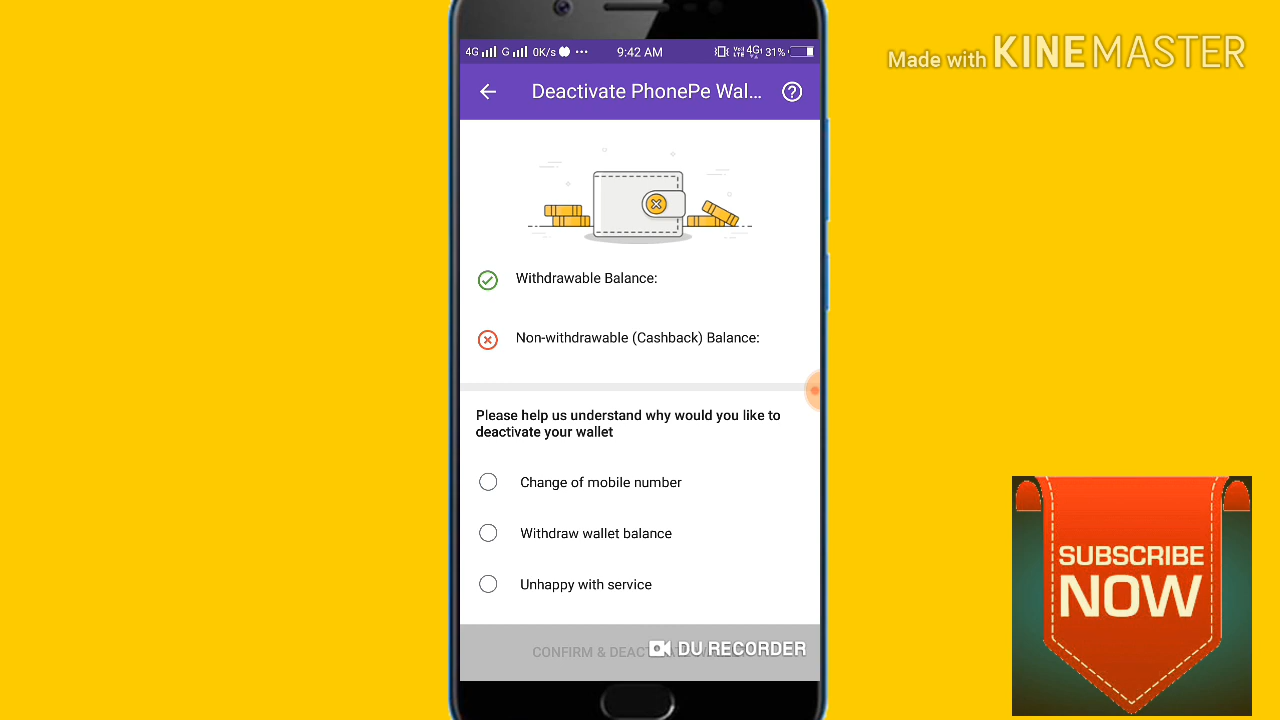 Made with KINEMASTER
4G G 0K/s ... 9:42 AM 4G 31%
Deactivate PhonePe Wal...
Withdrawable Balance:
Non-withdrawable (Cashback) Balance:
Please help us understand why would you like to
deactivate your wallet
Change of mobile number
Withdraw wallet balance
Unhappy with service
CONFIRM & DEAC
DU RECORDER
SUBSCRIBE
NOW